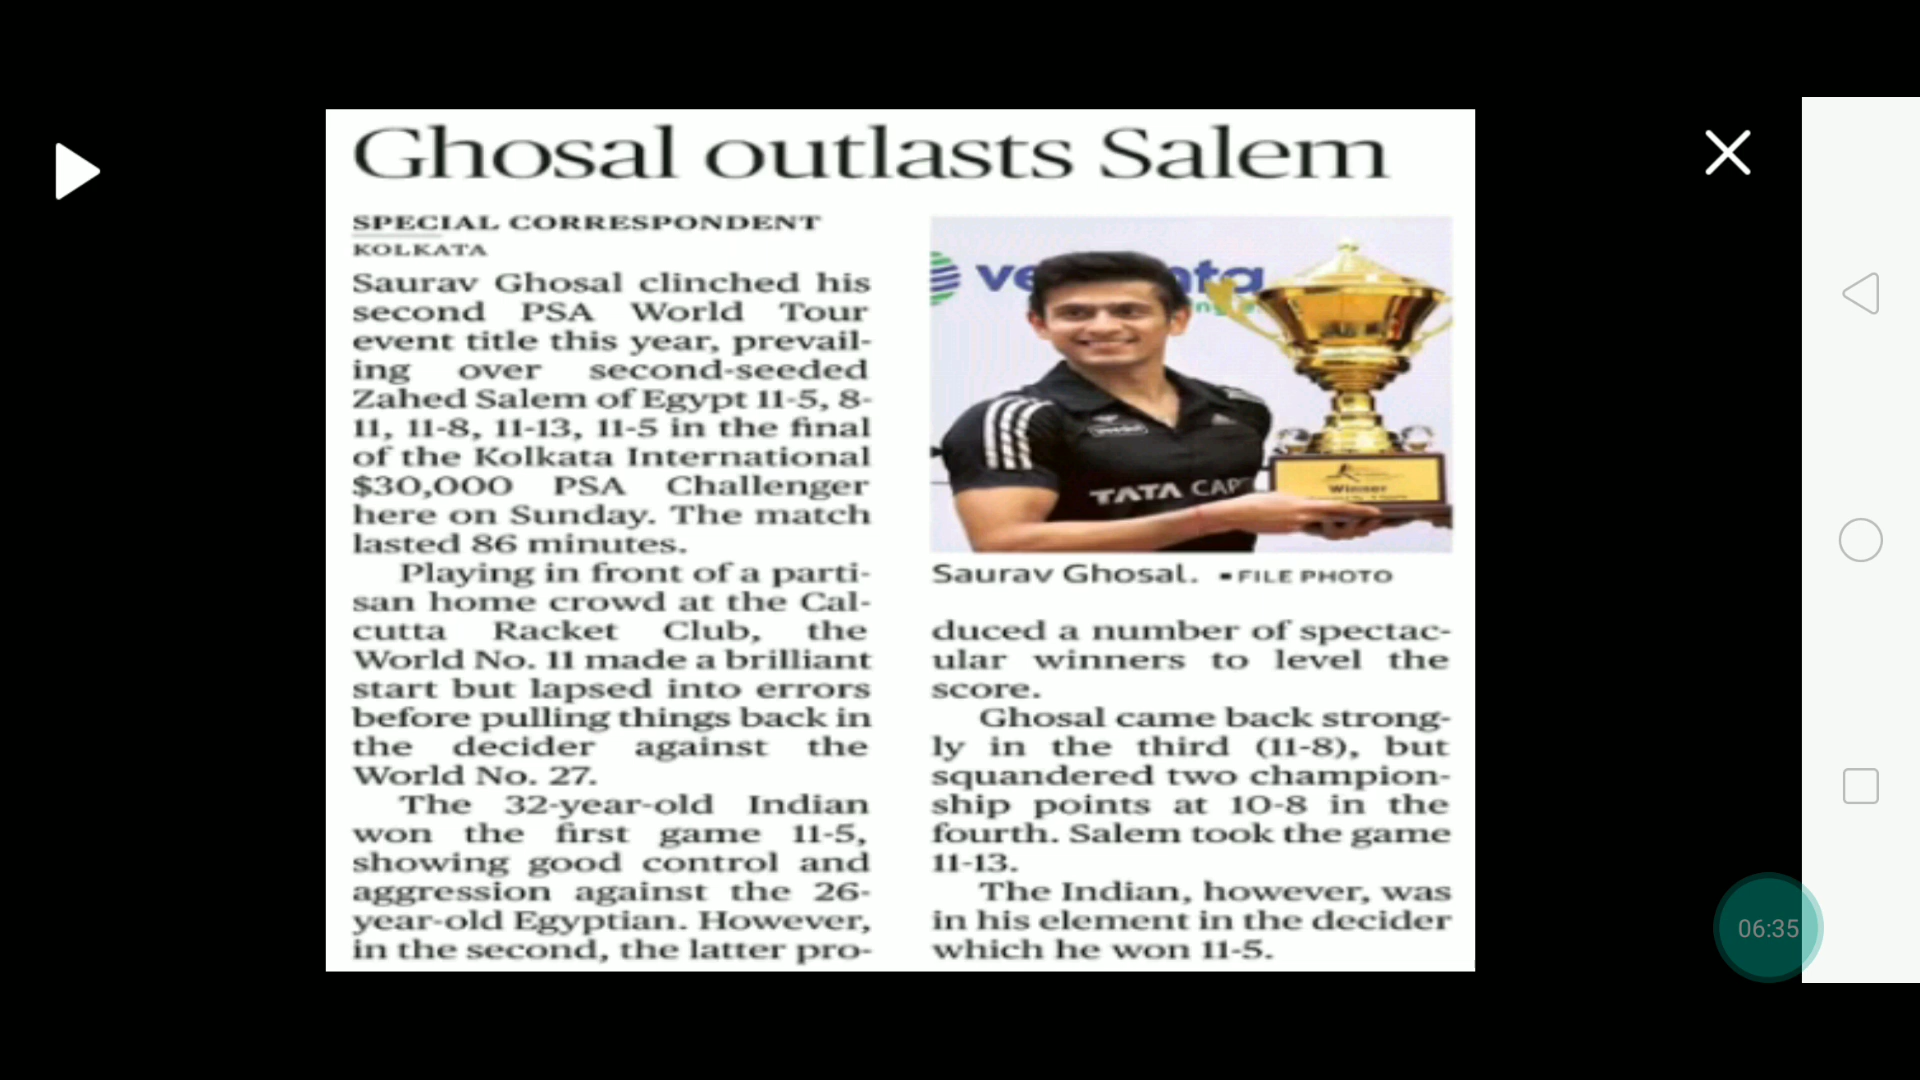 Ghosal outlasts Salem
SPECIAL CORRESPONDENT
KOLKATA
Saurav Ghosal clinched his
second PSA World Tour
event title this year, prevail-
ing over second-seeded
Zahed Salem of Egypt 11-5, 8-
11, 11-8, 11-13, 11-5 in the final
of the Kolkata International
$30,000 PSA Challenger
here on Sunday. The match
lasted 86 minutes.
Playing in front of a parti-
san home crowd at the Cal-
cutta Racket Club, the
World No. 11 made a brilliant
start but lapsed into errors
before pulling things back in
the decider against the
World No. 27.
The 32-year-old Indian
won the first game 11-5,
showing good control and
aggression against the 26-
year-old Egyptian. However,
in the second, the latter pro-
TATA CAP
Winner
Saurav Ghosal. ▪ FILE PHOTO
duced a number of spectac-
ular winners to level the
score.
Ghosal came back strong-
ly in the third (11-8), but
squandered two champion-
ship points at 10-8 in the
fourth. Salem took the game
11-13.
The Indian, however, was
in his element in the decider
which he won 11-5.
06:35